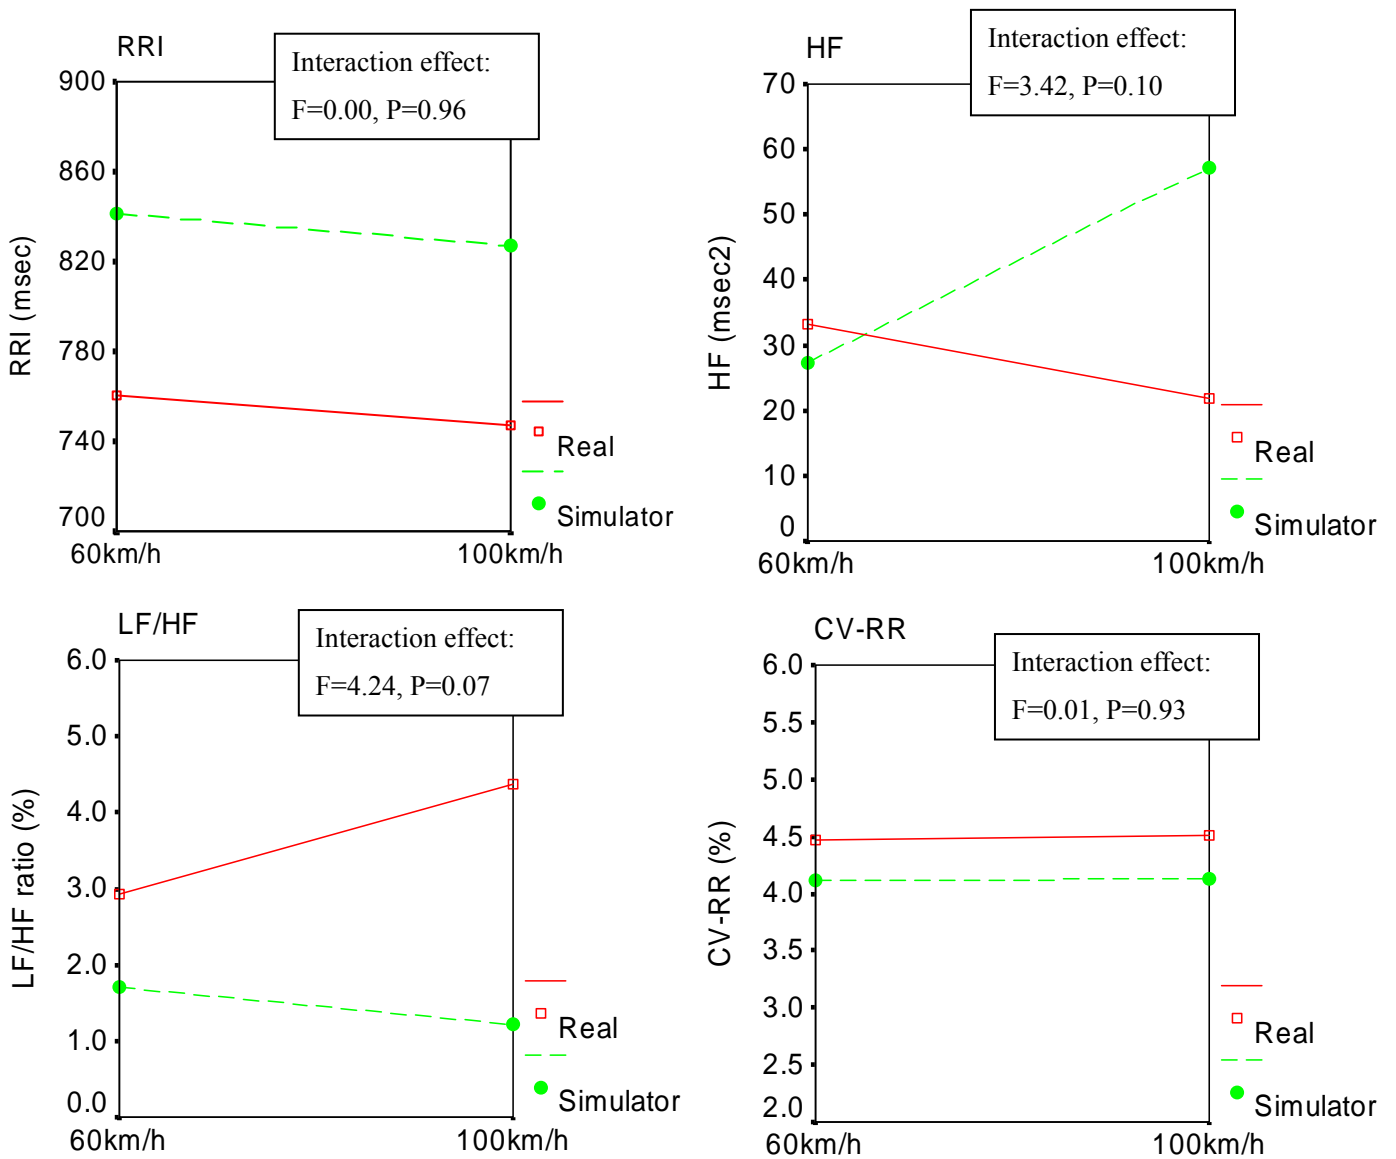 RRI
Interaction effect:
F=0.00, P=0.96
900
860
820
780
740
700
RRI (msec)
60km/h
100km/h
Real
Simulator
HF
Interaction effect:
F=3.42, P=0.10
70
60
50
40
30
20
10
0
HF (msec2)
60km/h
100km/h
Real
Simulator
LF/HF
Interaction effect:
F=4.24, P=0.07
6.0
5.0
4.0
3.0
2.0
1.0
0.0
LF/HF ratio (%)
60km/h
100km/h
Real
Simulator
CV-RR
Interaction effect:
F=0.01, P=0.93
6.0
5.5
5.0
4.5
4.0
3.5
3.0
2.5
2.0
CV-RR (%)
60km/h
100km/h
Real
Simulator